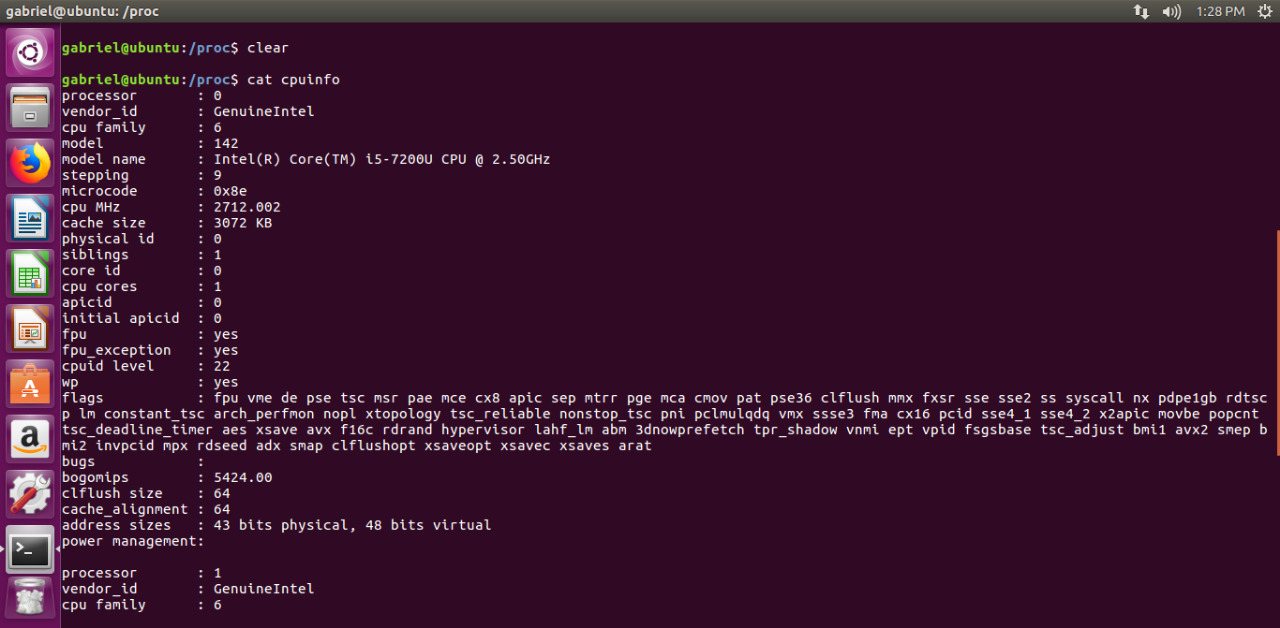 gabriel@ubuntu: /proc 1:28 PM
gabriel@ubuntu:/proc$ clear
gabriel@ubuntu:/proc$ cat cpuinfo
processor : 0
vendor_id : GenuineIntel
cpu family : 6
model : 142
model name : Intel(R) Core(TM) i5-7200U CPU @ 2.50GHz
stepping : 9
microcode : 0x8e
cpu MHz : 2712.002
cache size : 3072 KB
physical id : 0
siblings : 1
core id : 0
cpu cores : 1
apicid : 0
initial apicid : 0
fpu : yes
fpu_exception : yes
cpuid level : 22
wp : yes
flags : fpu vme de pse tsc msr pae mce cx8 apic sep mtrr pge mca cmov pat pse36 clflush mmx fxsr sse sse2 ss syscall nx pdpe1gb rdtsc
p lm constant_tsc arch_perfmon nopl xtopology tsc_reliable nonstop_tsc pni pclmulqdq vmx ssse3 fma cx16 pcid sse4_1 sse4_2 x2apic movbe popcnt
tsc_deadline_timer aes xsave avx f16c rdrand hypervisor lahf_lm abm 3dnowprefetch tpr_shadow vnmi ept vpid fsgsbase tsc_adjust bmi1 avx2 smep b
mi2 invpcid mpx rdseed adx smap clflushopt xsaveopt xsavec xsaves arat
bugs :
bogomips : 5424.00
clflush size : 64
cache_alignment : 64
address sizes : 43 bits physical, 48 bits virtual
power management:
processor : 1
vendor_id : GenuineIntel
cpu family : 6